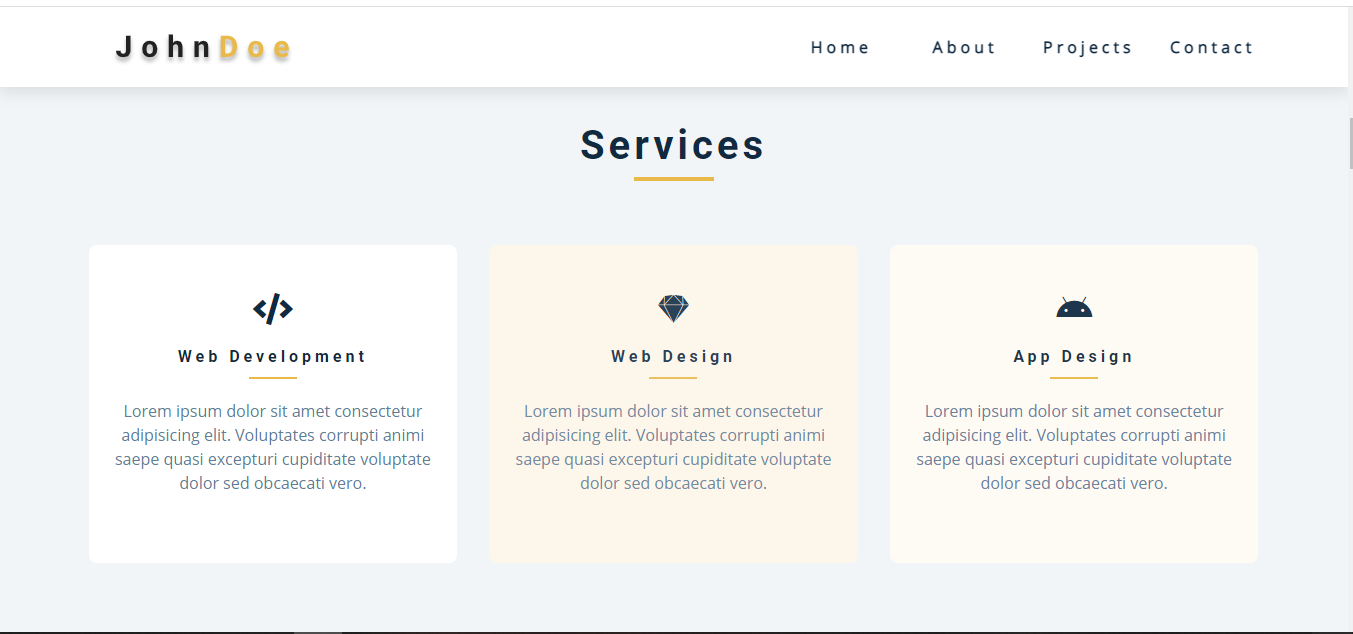 JohnDoe
Home About Projects Contact
Services
Web Development
Lorem ipsum dolor sit amet consectetur
adipisicing elit. Voluptates corrupti animi
saepe quasi excepturi cupiditate voluptate
dolor sed obcaecati vero.
Web Design
Lorem ipsum dolor sit amet consectetur
adipisicing elit. Voluptates corrupti animi
saepe quasi excepturi cupiditate voluptate
dolor sed obcaecati vero.
App Design
Lorem ipsum dolor sit amet consectetur
adipisicing elit. Voluptates corrupti animi
saepe quasi excepturi cupiditate voluptate
dolor sed obcaecati vero.